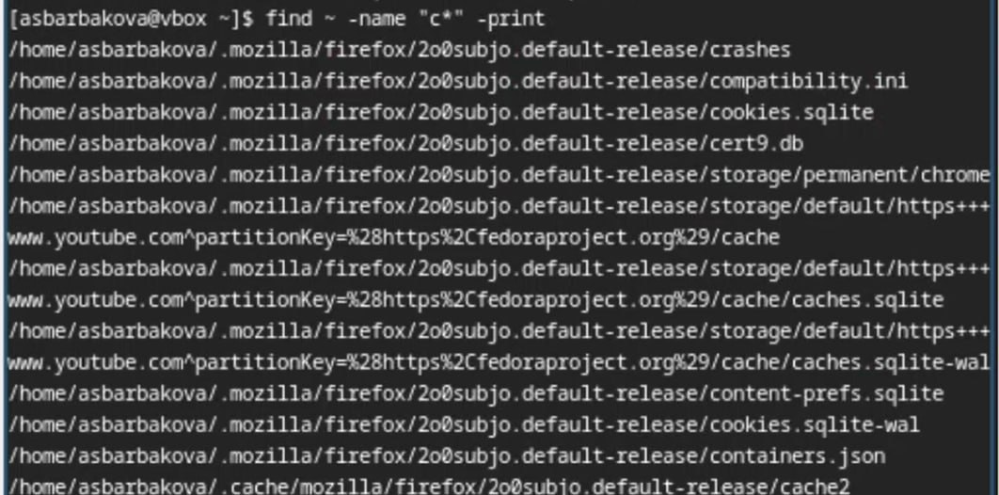 [asbarbakova@vbox ~]$ find ~ -name "c*" -print
/home/asbarbakova/.mozilla/firefox/2o0subjo.default-release/crashes
/home/asbarbakova/.mozilla/firefox/2o0subjo.default-release/compatibility.ini
/home/asbarbakova/.mozilla/firefox/2o0subjo.default-release/cookies.sqlite
/home/asbarbakova/.mozilla/firefox/2o0subjo.default-release/cert9.db
/home/asbarbakova/.mozilla/firefox/2o0subjo.default-release/storage/permanent/chrome
/home/asbarbakova/.mozilla/firefox/2o0subjo.default-release/storage/default/https+++
www.youtube.com^partitionKey=%28https%2Cfedoraproject.org%29/cache
/home/asbarbakova/.mozilla/firefox/2o0subjo.default-release/storage/default/https+++
www.youtube.com^partitionKey=%28https%2Cfedoraproject.org%29/cache/caches.sqlite
/home/asbarbakova/.mozilla/firefox/2o0subjo.default-release/storage/default/https+++
www.youtube.com^partitionKey=%28https%2Cfedoraproject.org%29/cache/caches.sqlite-wal
/home/asbarbakova/.mozilla/firefox/2o0subjo.default-release/content-prefs.sqlite
/home/asbarbakova/.mozilla/firefox/2o0subjo.default-release/cookies.sqlite-wal
/home/asbarbakova/.mozilla/firefox/2o0subjo.default-release/containers.json
/home/asbarbakova/.cache/mozilla/firefox/2o0subjo.default-release/cache2